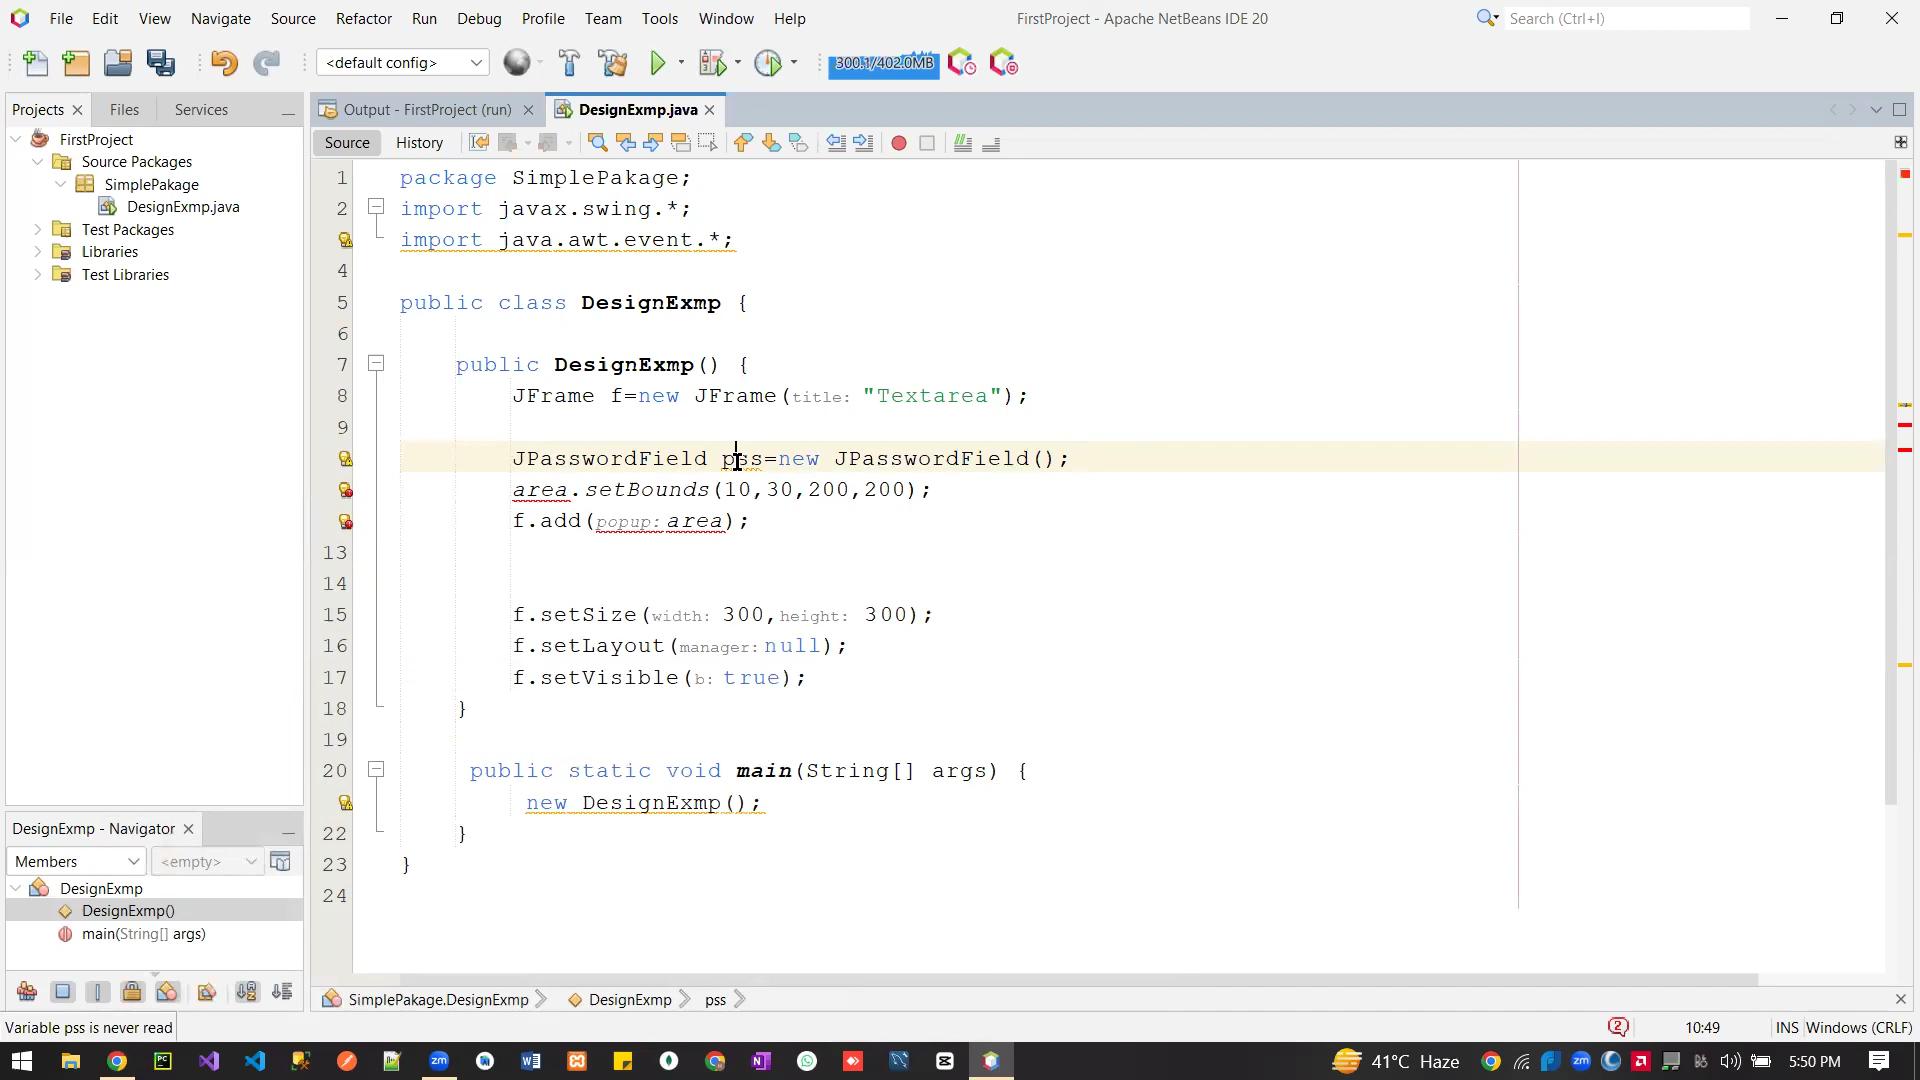 File Edit View Navigate Source Refactor Run Debug Profile Team Tools Window Help
FirstProject - Apache NetBeans IDE 20
Search (Ctrl+I)
<default config>
300.1/402.0MB
Projects Files Services
Output - FirstProject (run) DesignExmp.java
Source History
FirstProject
Source Packages
SimplePakage
DesignExmp.java
Test Packages
Libraries
Test Libraries
1 package SimplePakage;
2 import javax.swing.*;
import java.awt.event.*;
4
5 public class DesignExmp {
6
7 public DesignExmp() {
8 JFrame f=new JFrame(title: "Textarea");
9
JPasswordField pss=new JPasswordField();
area.setBounds(10,30,200,200);
f.add(popup: area);
13
14
15 f.setSize(width: 300,height: 300);
16 f.setLayout(manager: null);
17 f.setVisible(b: true);
18 }
19
20 public static void main(String[] args) {
new DesignExmp();
22 }
23 }
24
DesignExmp - Navigator
Members <empty>
DesignExmp
DesignExmp()
main(String[] args)
SimplePakage.DesignExmp DesignExmp pss
Variable pss is never read
2 10:49 INS Windows (CRLF)
41°C Haze 5:50 PM